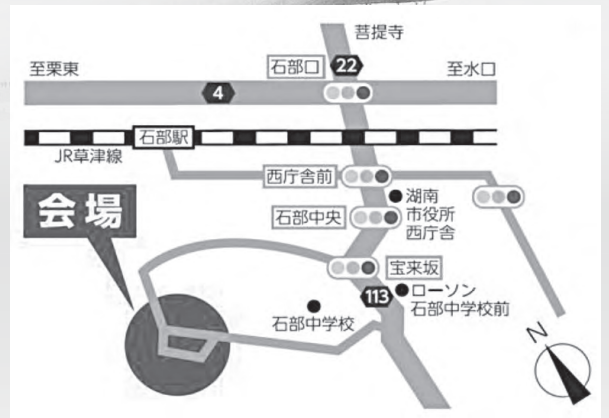 菩提寺
石部口
22
至栗東
至水口
4
石部駅
JR草津線
西庁舎前
湖南
市役所
西庁舎
石部中央
会場
宝来坂
113
ローソン
石部中学校前
石部中学校
N